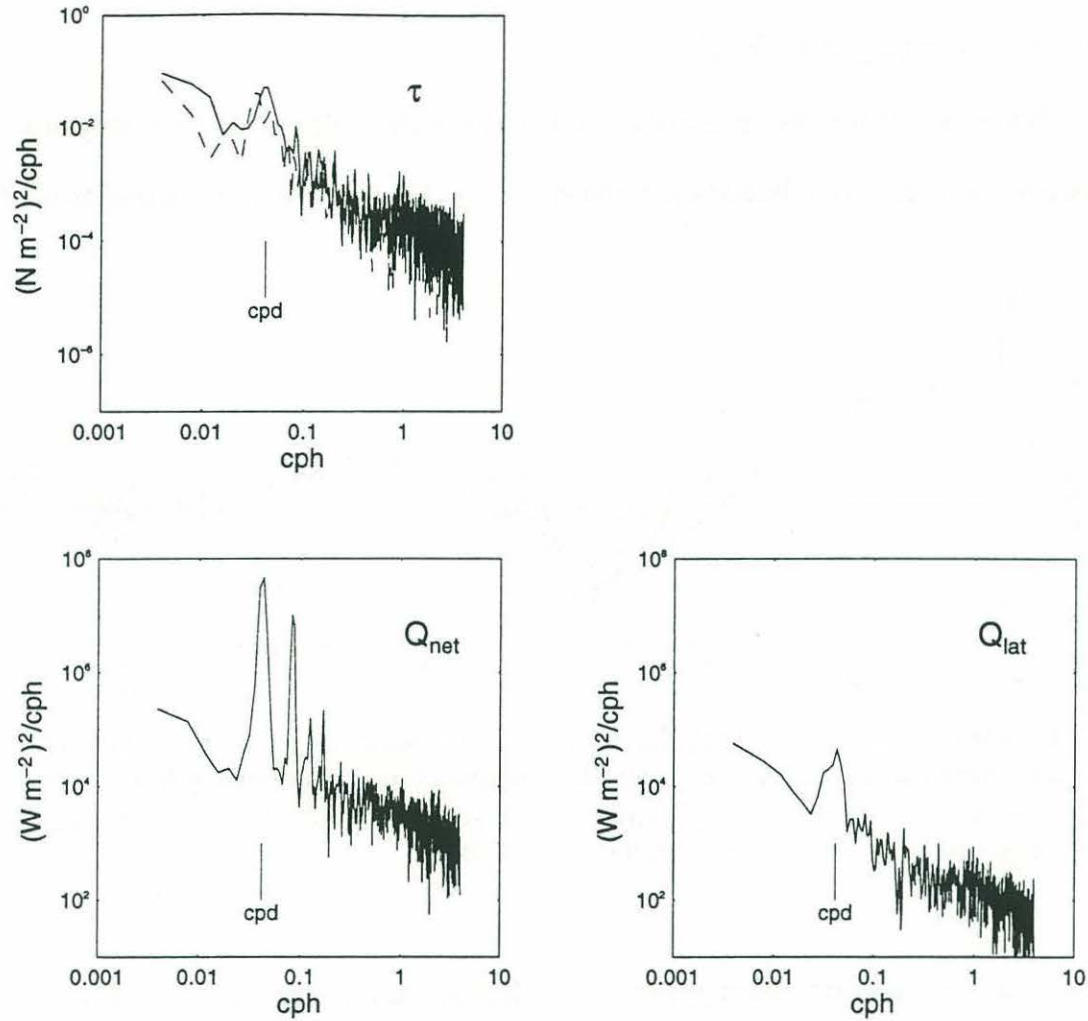 10⁰
10⁻²
10⁻⁴
10⁻⁶
(N m⁻²)²/cph
τ
cpd
0.001 0.01 0.1 1 10
cph
10⁸
10⁶
10⁴
10²
(W m⁻²)²/cph
Q_net
cpd
0.001 0.01 0.1 1 10
cph
10⁸
10⁶
10⁴
10²
(W m⁻²)²/cph
Q_lat
cpd
0.001 0.01 0.1 1 10
cph